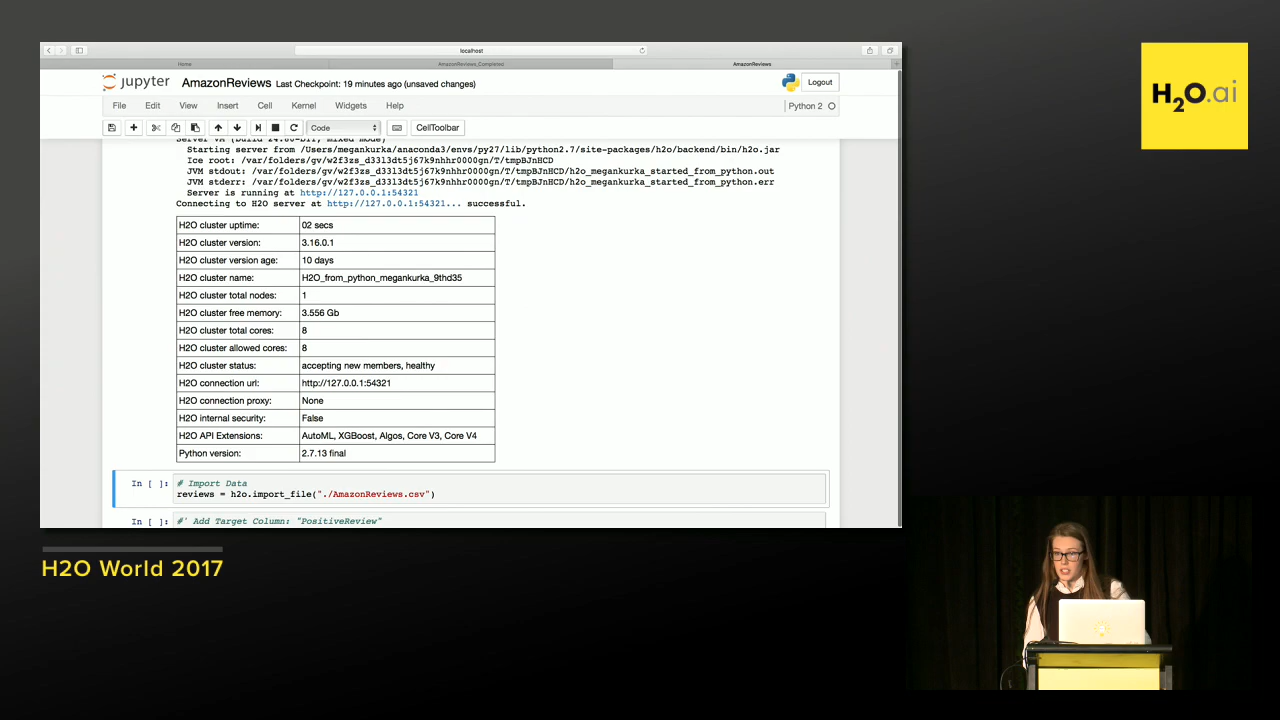 localhost
Home
AmazonReviews_Completed
AmazonReviews
jupyter AmazonReviews Last Checkpoint: 19 minutes ago (unsaved changes)
Logout
File Edit View Insert Cell Kernel Widgets Help
Python 2
Code
CellToolbar
Starting server from /Users/megankurka/anaconda3/envs/py27/lib/python2.7/site-packages/h2o/backend/bin/h2o.jar
Ice root: /var/folders/gv/w2f3zs_d33l3dt5j67k9nhhr0000gn/T/tmpBJnHCD
JVM stdout: /var/folders/gv/w2f3zs_d33l3dt5j67k9nhhr0000gn/T/tmpBJnHCD/h2o_megankurka_started_from_python.out
JVM stderr: /var/folders/gv/w2f3zs_d33l3dt5j67k9nhhr0000gn/T/tmpBJnHCD/h2o_megankurka_started_from_python.err
Server is running at http://127.0.0.1:54321
Connecting to H2O server at http://127.0.0.1:54321... successful.
H2O cluster uptime: 02 secs
H2O cluster version: 3.16.0.1
H2O cluster version age: 10 days
H2O cluster name: H2O_from_python_megankurka_9thd35
H2O cluster total nodes: 1
H2O cluster free memory: 3.556 Gb
H2O cluster total cores: 8
H2O cluster allowed cores: 8
H2O cluster status: accepting new members, healthy
H2O connection url: http://127.0.0.1:54321
H2O connection proxy: None
H2O internal security: False
H2O API Extensions: AutoML, XGBoost, Algos, Core V3, Core V4
Python version: 2.7.13 final
In [ ]: # Import Data
reviews = h2o.import_file("./AmazonReviews.csv")
In [ ]: #' Add Target Column: "PositiveReview"
H2O.ai
H2O World 2017